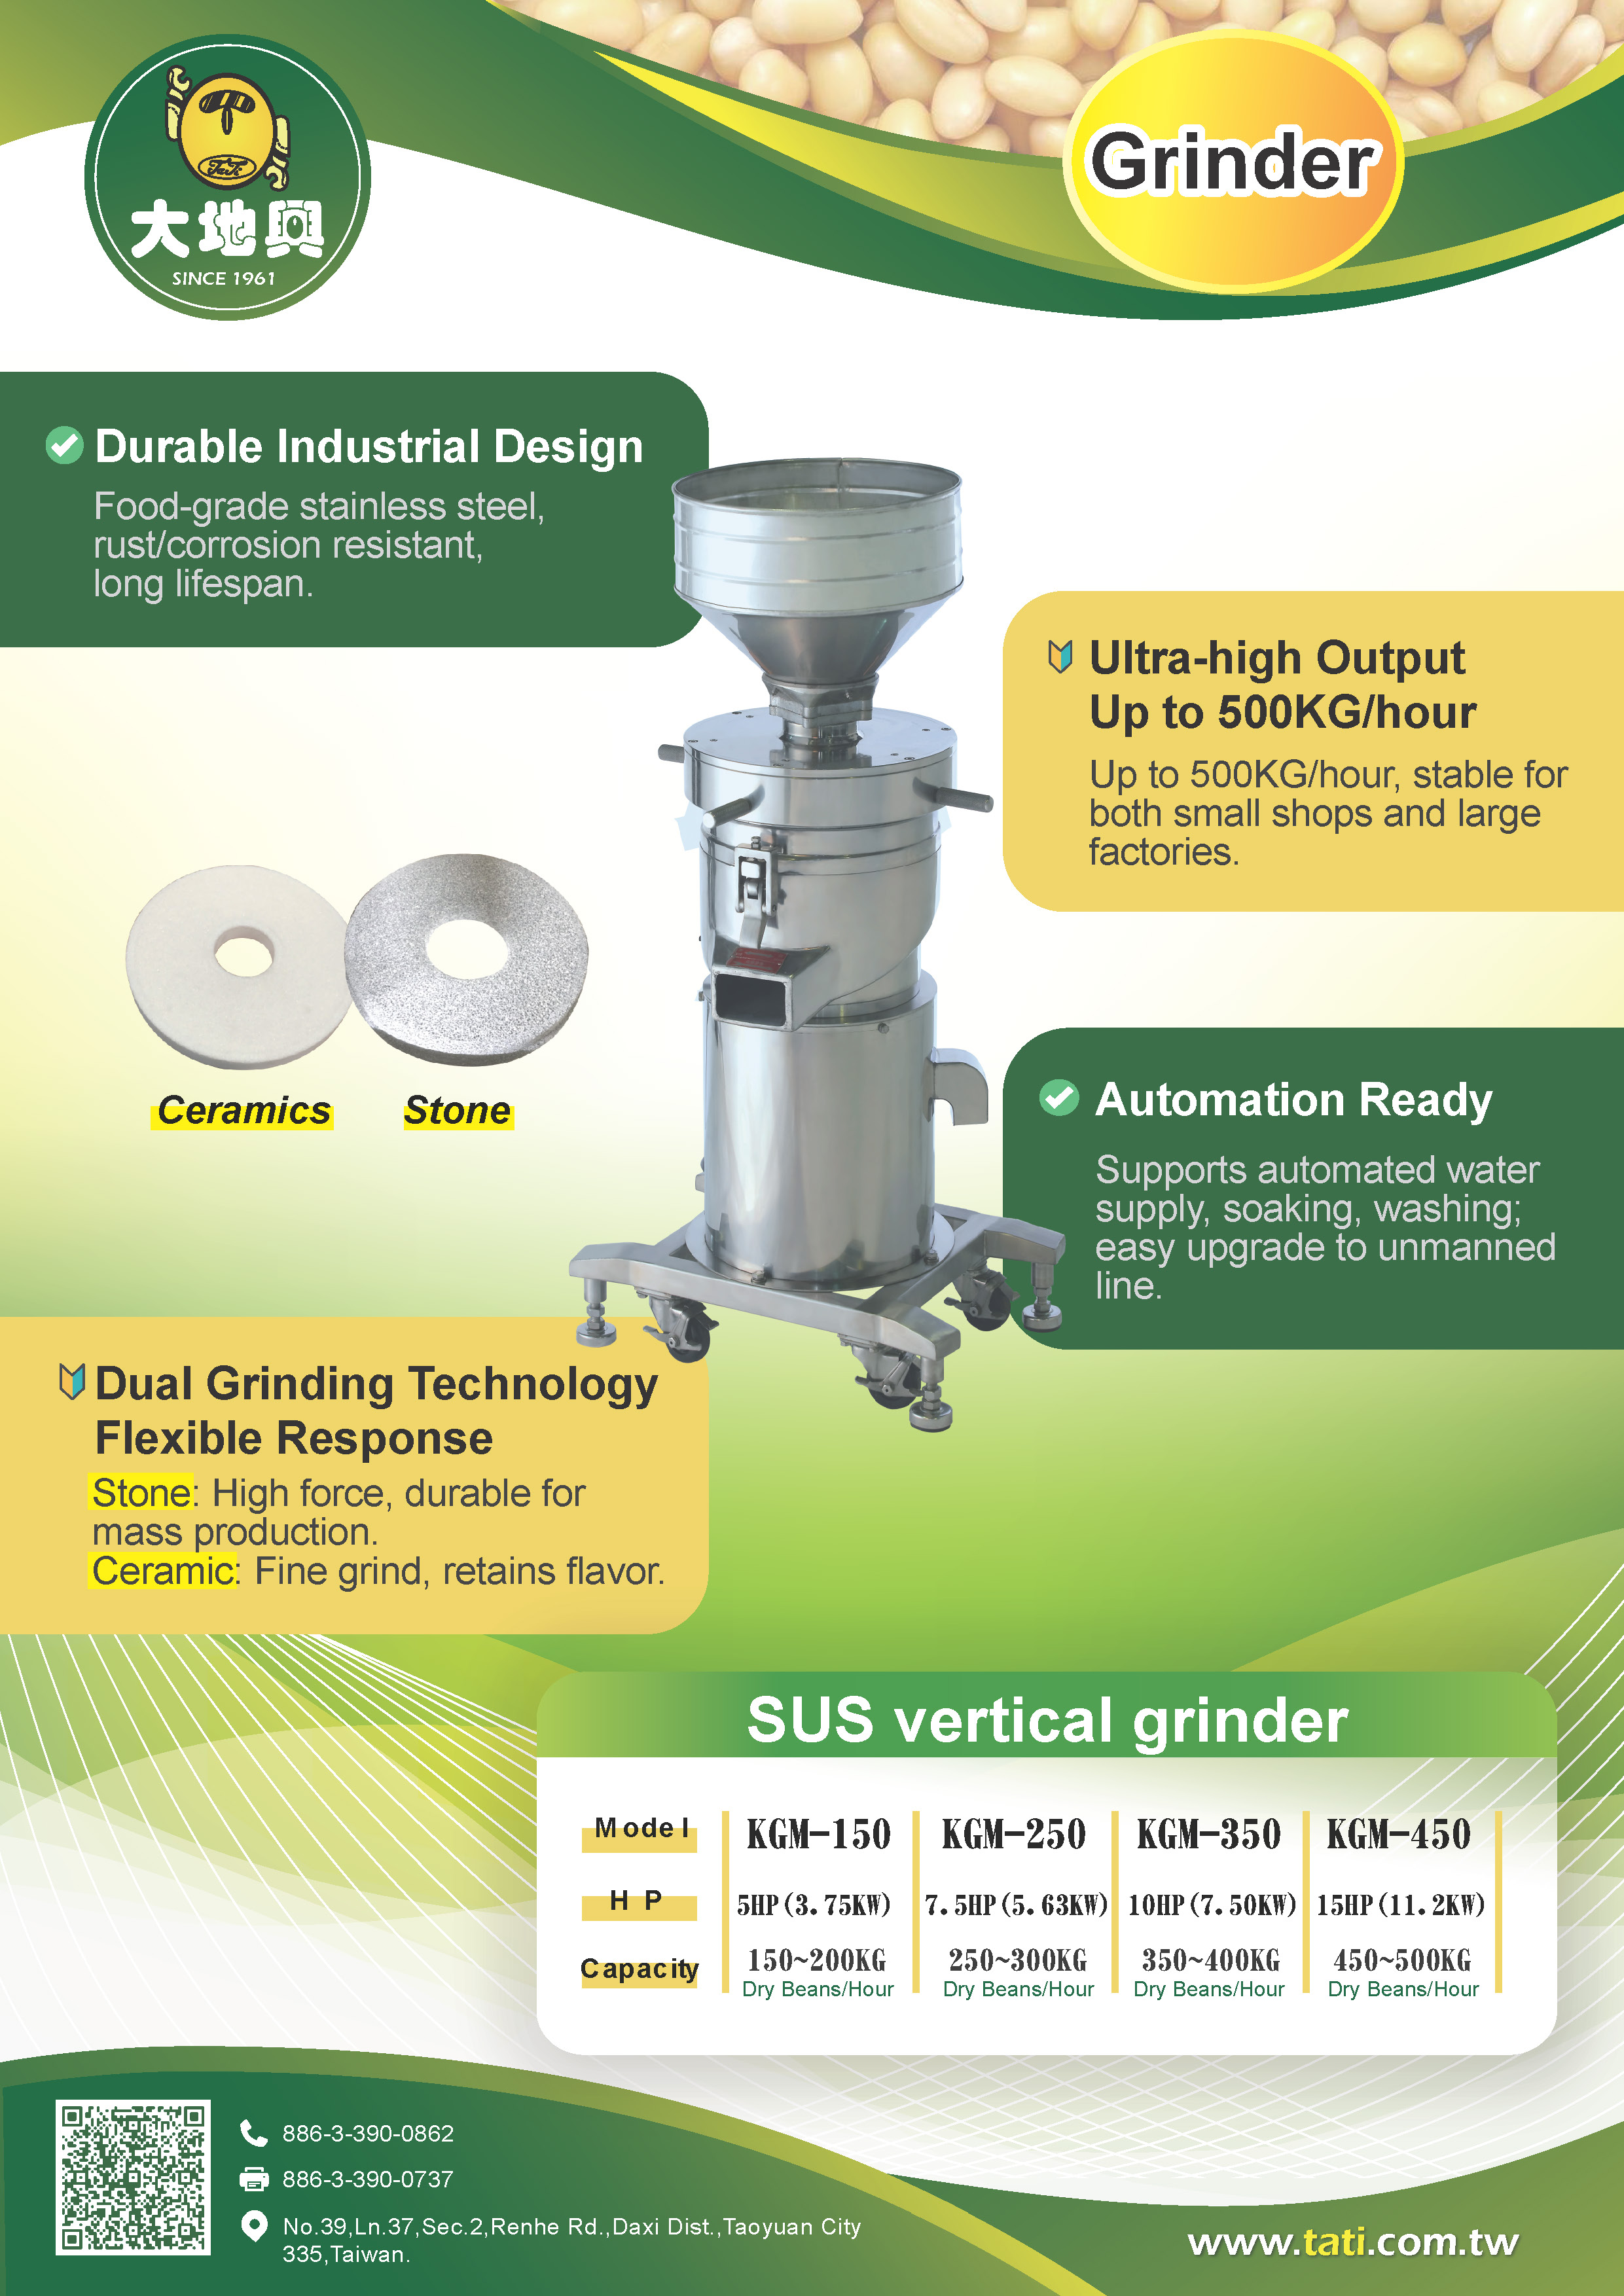 TaTi
大地興
SINCE 1961
Grinder
Durable Industrial Design
Food-grade stainless steel,
rust/corrosion resistant,
long lifespan.
Ultra-high Output
Up to 500KG/hour
Up to 500KG/hour, stable for
both small shops and large
factories.
Ceramics Stone
Automation Ready
Supports automated water
supply, soaking, washing;
easy upgrade to unmanned
line.
Dual Grinding Technology
Flexible Response
Stone: High force, durable for
mass production.
Ceramic: Fine grind, retains flavor.
SUS vertical grinder
Model KGM-150 KGM-250 KGM-350 KGM-450
HP 5HP(3.75KW) 7.5HP(5.63KW) 10HP(7.50KW) 15HP(11.2KW)
Capacity 150~200KG 250~300KG 350~400KG 450~500KG
Dry Beans/Hour Dry Beans/Hour Dry Beans/Hour Dry Beans/Hour
886-3-390-0862
886-3-390-0737
No.39,Ln.37,Sec.2,Renhe Rd.,Daxi Dist.,Taoyuan City
335,Taiwan.
www.tati.com.tw